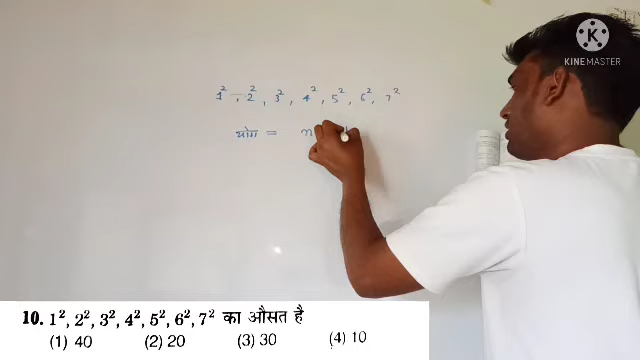 KINEMASTER
1², 2², 3², 4², 5², 6², 7²
योग = n
10. 1², 2², 3², 4², 5², 6², 7² का औसत है
(1) 40 (2) 20 (3) 30 (4) 10